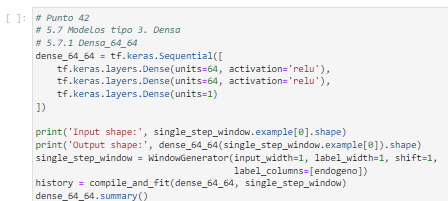 [ ]: # Punto 42
# 5.7 Modelos tipo 3. Densa
# 5.7.1 Densa_64_64
dense_64_64 = tf.keras.Sequential([
    tf.keras.layers.Dense(units=64, activation='relu'),
    tf.keras.layers.Dense(units=64, activation='relu'),
    tf.keras.layers.Dense(units=1)
])

print('Input shape:', single_step_window.example[0].shape)
print('Output shape:', dense_64_64(single_step_window.example[0]).shape)
single_step_window = WindowGenerator(input_width=1, label_width=1, shift=1,
                                     label_columns=[endogeno])
history = compile_and_fit(dense_64_64, single_step_window)
dense_64_64.summary()